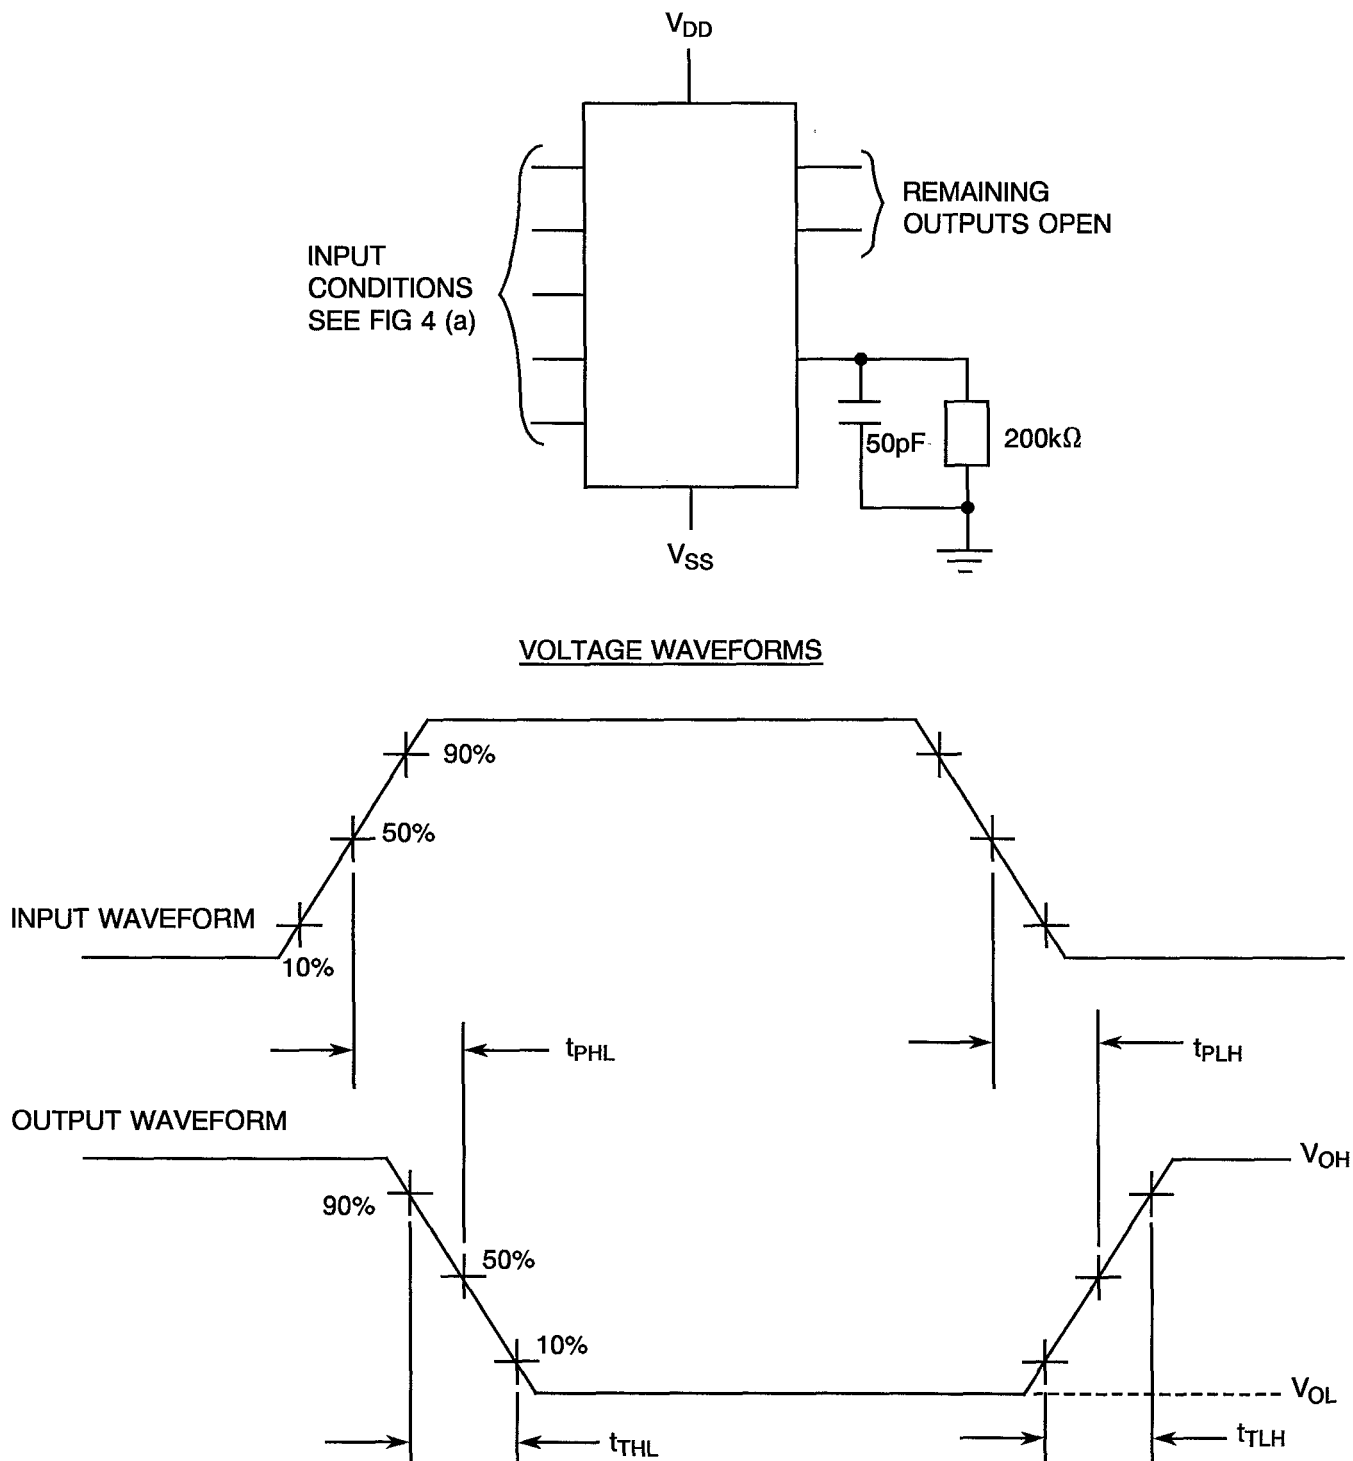 VDD
REMAINING
OUTPUTS OPEN
INPUT
CONDITIONS
SEE FIG 4 (a)
50pF
200kΩ
VSS
VOLTAGE WAVEFORMS
90%
50%
INPUT WAVEFORM
10%
tPHL
tPLH
OUTPUT WAVEFORM
VOH
90%
50%
10%
VOL
tTHL
tTLH